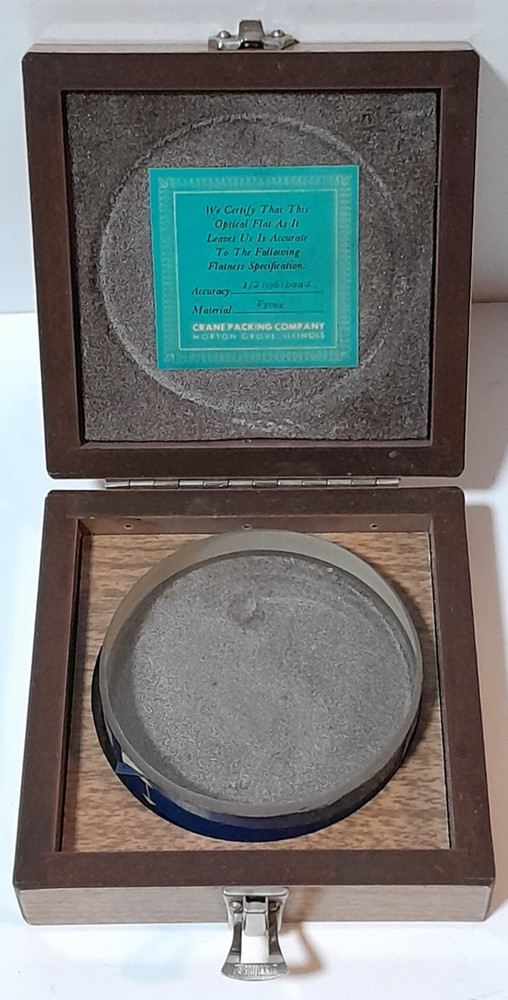 We Certify That This
Optical Flat As It
Leaves Us Is Accurate
To The Following
Flatness Specification:
Accuracy 1/2 lightband
Material Pyrex
CRANE PACKING COMPANY
MORTON GROVE, ILLINOIS